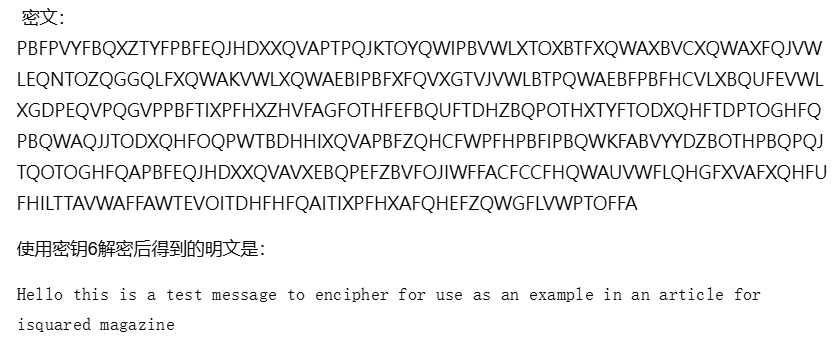 密文：
PBFPVYFBQXZTYFPBFEQJHDXXQVAPTPQJKTOYQWIPBVWLXTOXBTFXQWAXBVCXQWAXFQJVW
LEQNTOZQGGQLFXQWAKVWLXQWAEBIPBFXFQVXGTVJVWLBTPQWAEBFPBFHCVLXBQUFEVWL
XGDPEQVPQGVPPBFTIXPFHXZHVFAGFOTHFEFBQUFTDHZBQPOTHXTYFTODXQHFTDPTOGHFQ
PBQWAQJJTODXQHFOQPWTBDHHIXQVAPBFZQHCFWPFHPBFIPBQWKFABVYYDZBOTHPBQPQJ
TQOTOGHFQAPBFEQJHDXXQVAVXEBQPEFZBVFOJIWFFACFCCFHQWAUVWFLQHGFXVAFXQHFU
FHILTTAVWAFFAWTEVOITDHFHFQAITIXPFHXAFQHEFZQWGFLVWPTOFFA
使用密钥6解密后得到的明文是：
Hello this is a test message to encipher for use as an example in an article for
isquared magazine